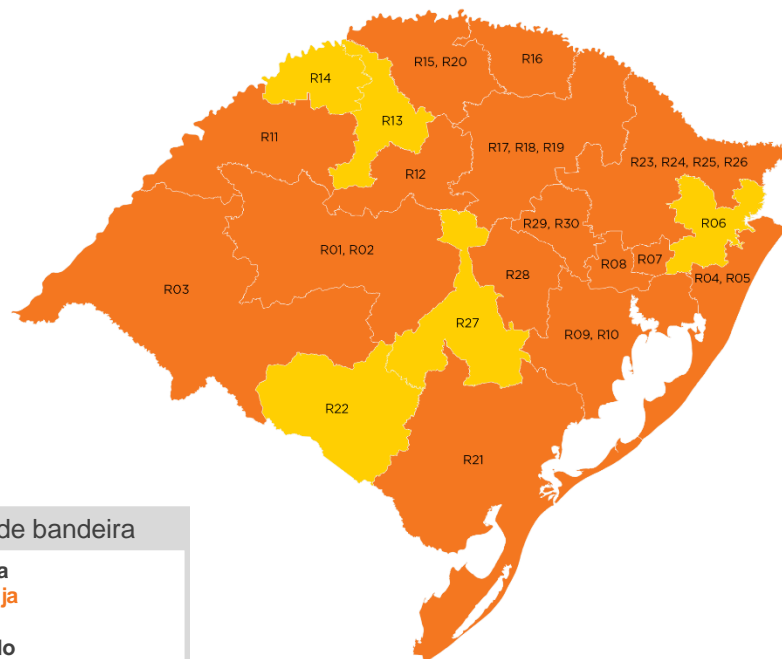 R15, R20
R16
R14
R13
R11
R17, R18, R19
R23, R24, R25, R26
R12
R06
R29, R30
R01, R02
R08
R07
R28
R04, R05
R03
R27
R09, R10
R22
R21
de bandeira
a
ja
do